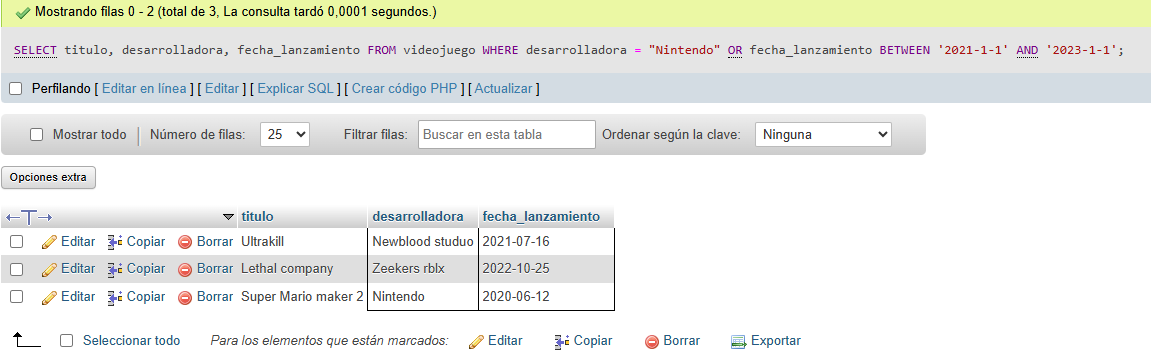 Mostrando filas 0 - 2 (total de 3, La consulta tardó 0,0001 segundos.)
SELECT titulo, desarrolladora, fecha_lanzamiento FROM videojuego WHERE desarrolladora = "Nintendo" OR fecha_lanzamiento BETWEEN '2021-1-1' AND '2023-1-1';
Perfilando [ Editar en línea ] [ Editar ] [ Explicar SQL ] [ Crear código PHP ] [ Actualizar ]
Mostrar todo Número de filas: 25 Filtrar filas: Buscar en esta tabla Ordenar según la clave: Ninguna
Opciones extra
←T→ titulo desarrolladora fecha_lanzamiento
Editar Copiar Borrar Ultrakill Newblood studuo 2021-07-16
Editar Copiar Borrar Lethal company Zeekers rblx 2022-10-25
Editar Copiar Borrar Super Mario maker 2 Nintendo 2020-06-12
Seleccionar todo Para los elementos que están marcados: Editar Copiar Borrar Exportar